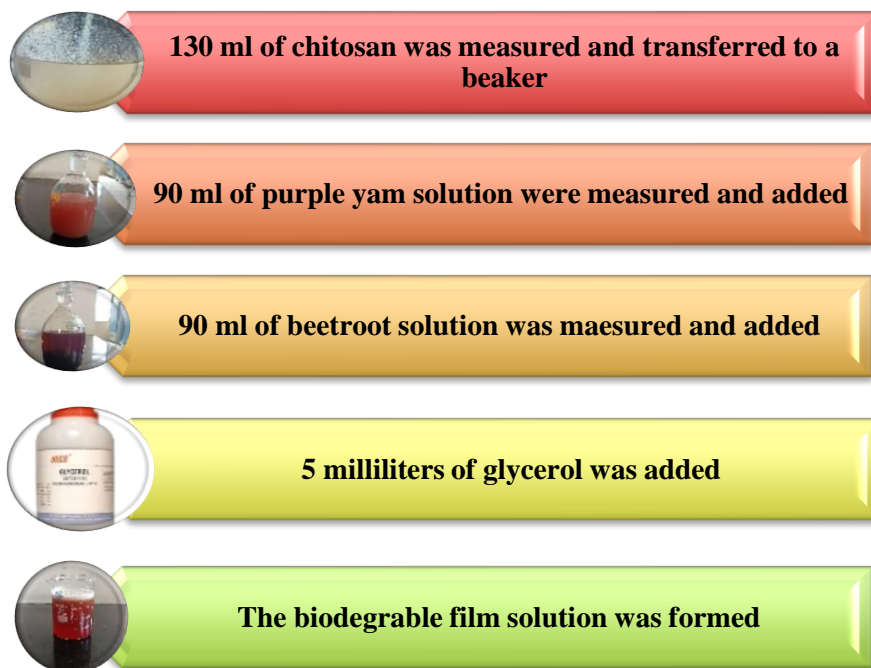 130 ml of chitosan was measured and transferred to a
beaker
90 ml of purple yam solution were measured and added
90 ml of beetroot solution was maesured and added
GLYCEROL
5 milliliters of glycerol was added
The biodegrable film solution was formed